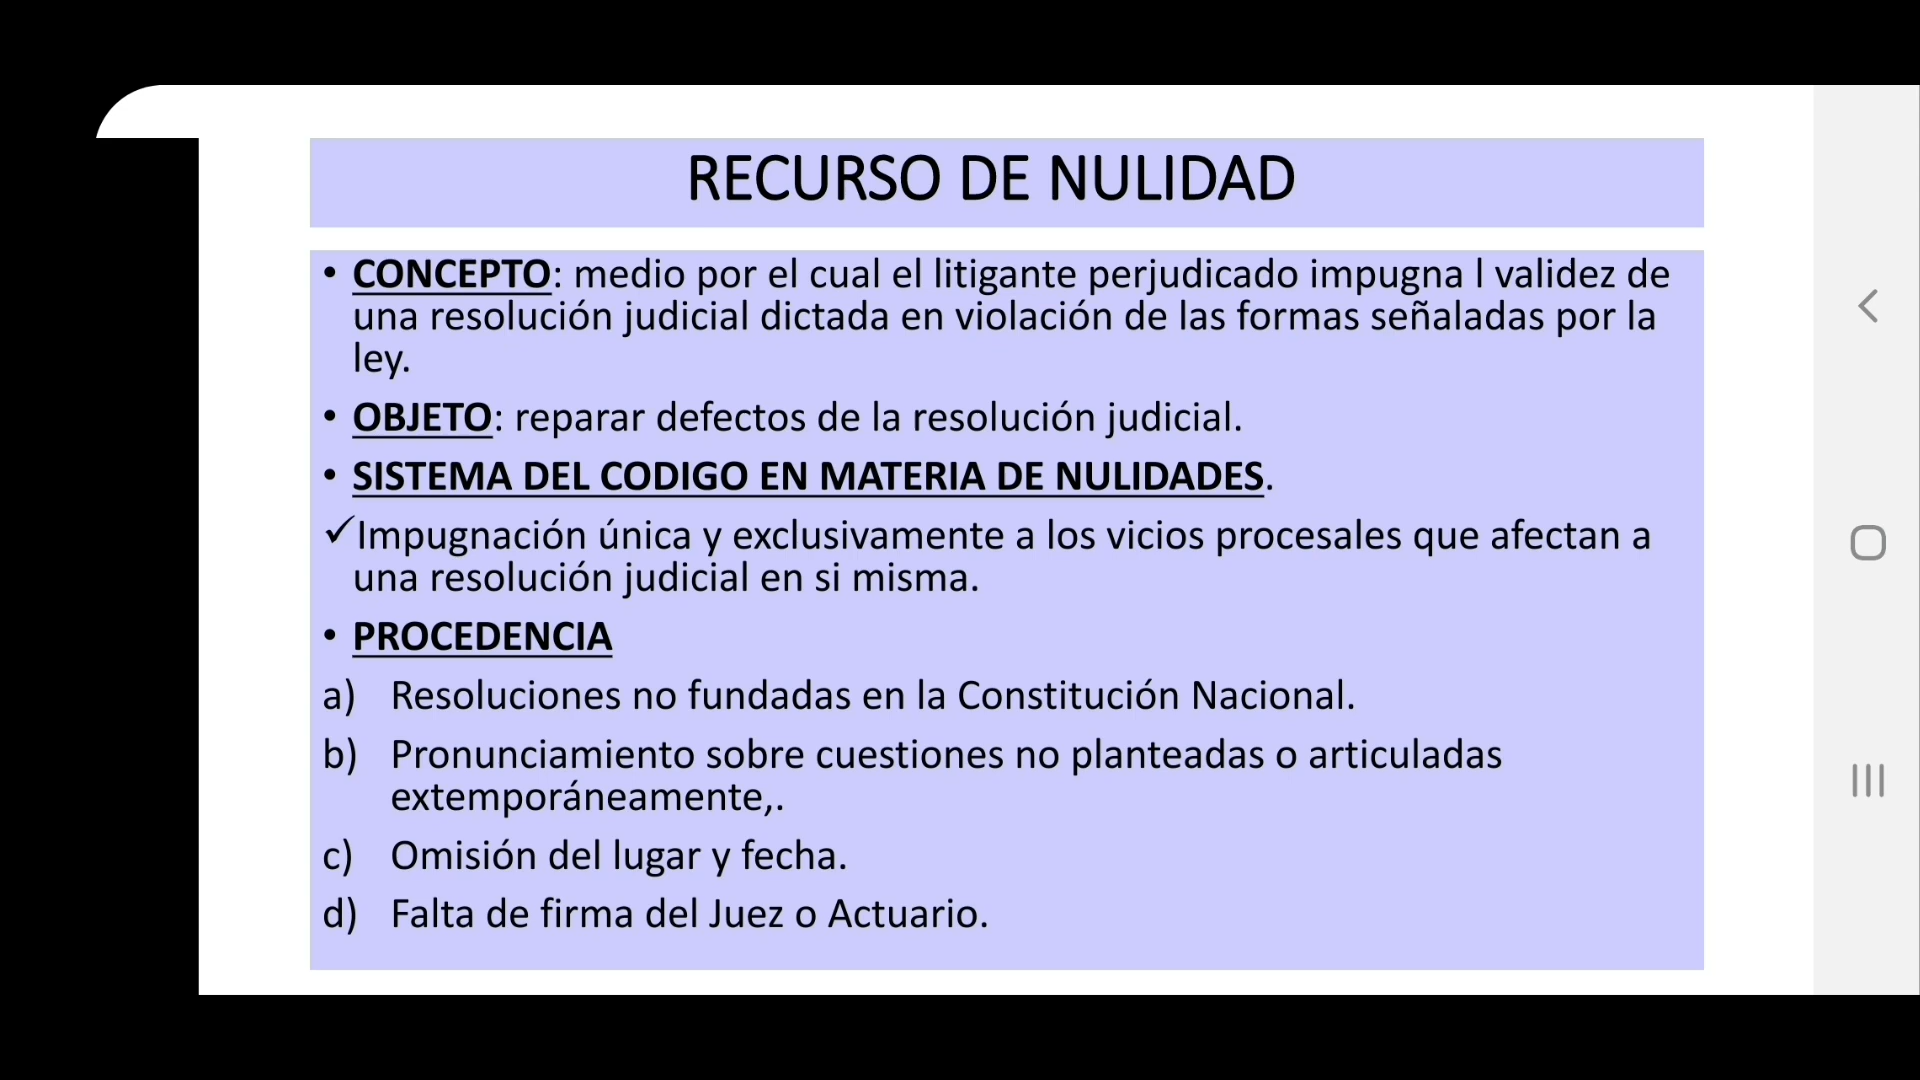 RECURSO DE NULIDAD
• CONCEPTO: medio por el cual el litigante perjudicado impugna l validez de
una resolución judicial dictada en violación de las formas señaladas por la
ley.
• OBJETO: reparar defectos de la resolución judicial.
• SISTEMA DEL CODIGO EN MATERIA DE NULIDADES.
✓Impugnación única y exclusivamente a los vicios procesales que afectan a
una resolución judicial en si misma.
• PROCEDENCIA
a) Resoluciones no fundadas en la Constitución Nacional.
b) Pronunciamiento sobre cuestiones no planteadas o articuladas
extemporáneamente,.
c) Omisión del lugar y fecha.
d) Falta de firma del Juez o Actuario.